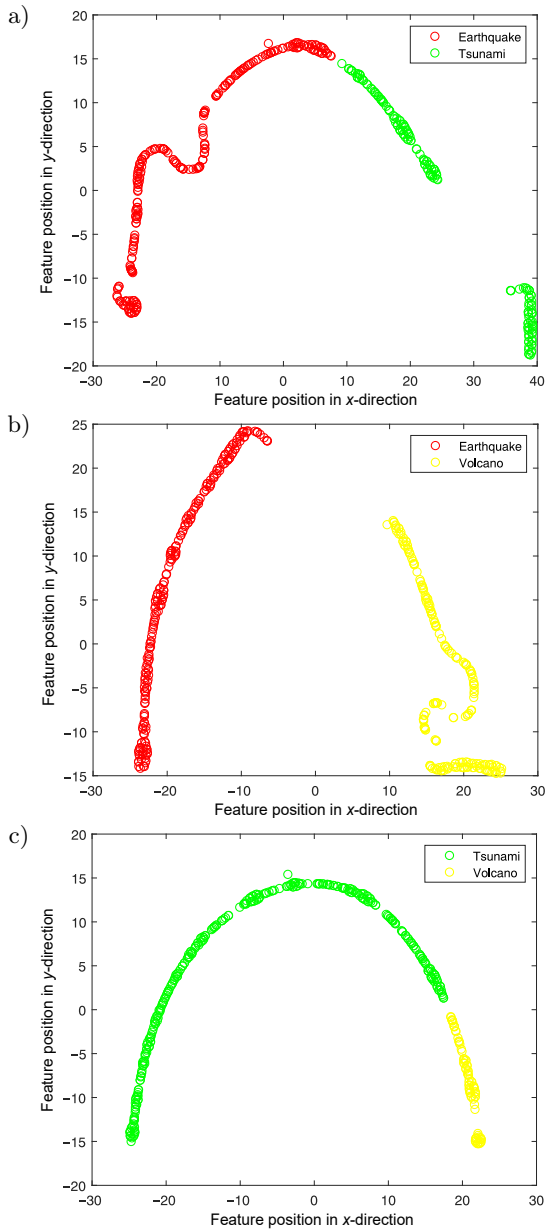 a)
20
15
10
5
0
−5
−10
−15
−20
Feature position in y-direction
Earthquake
Tsunami
−30 −20 −10 0 10 20 30 40
Feature position in x-direction
b)
25
20
15
10
5
0
−5
−10
−15
Feature position in y-direction
Earthquake
Volcano
−30 −20 −10 0 10 20 30
Feature position in x-direction
c)
20
15
10
5
0
−5
−10
−15
−20
Feature position in y-direction
Tsunami
Volcano
−30 −20 −10 0 10 20 30
Feature position in x-direction